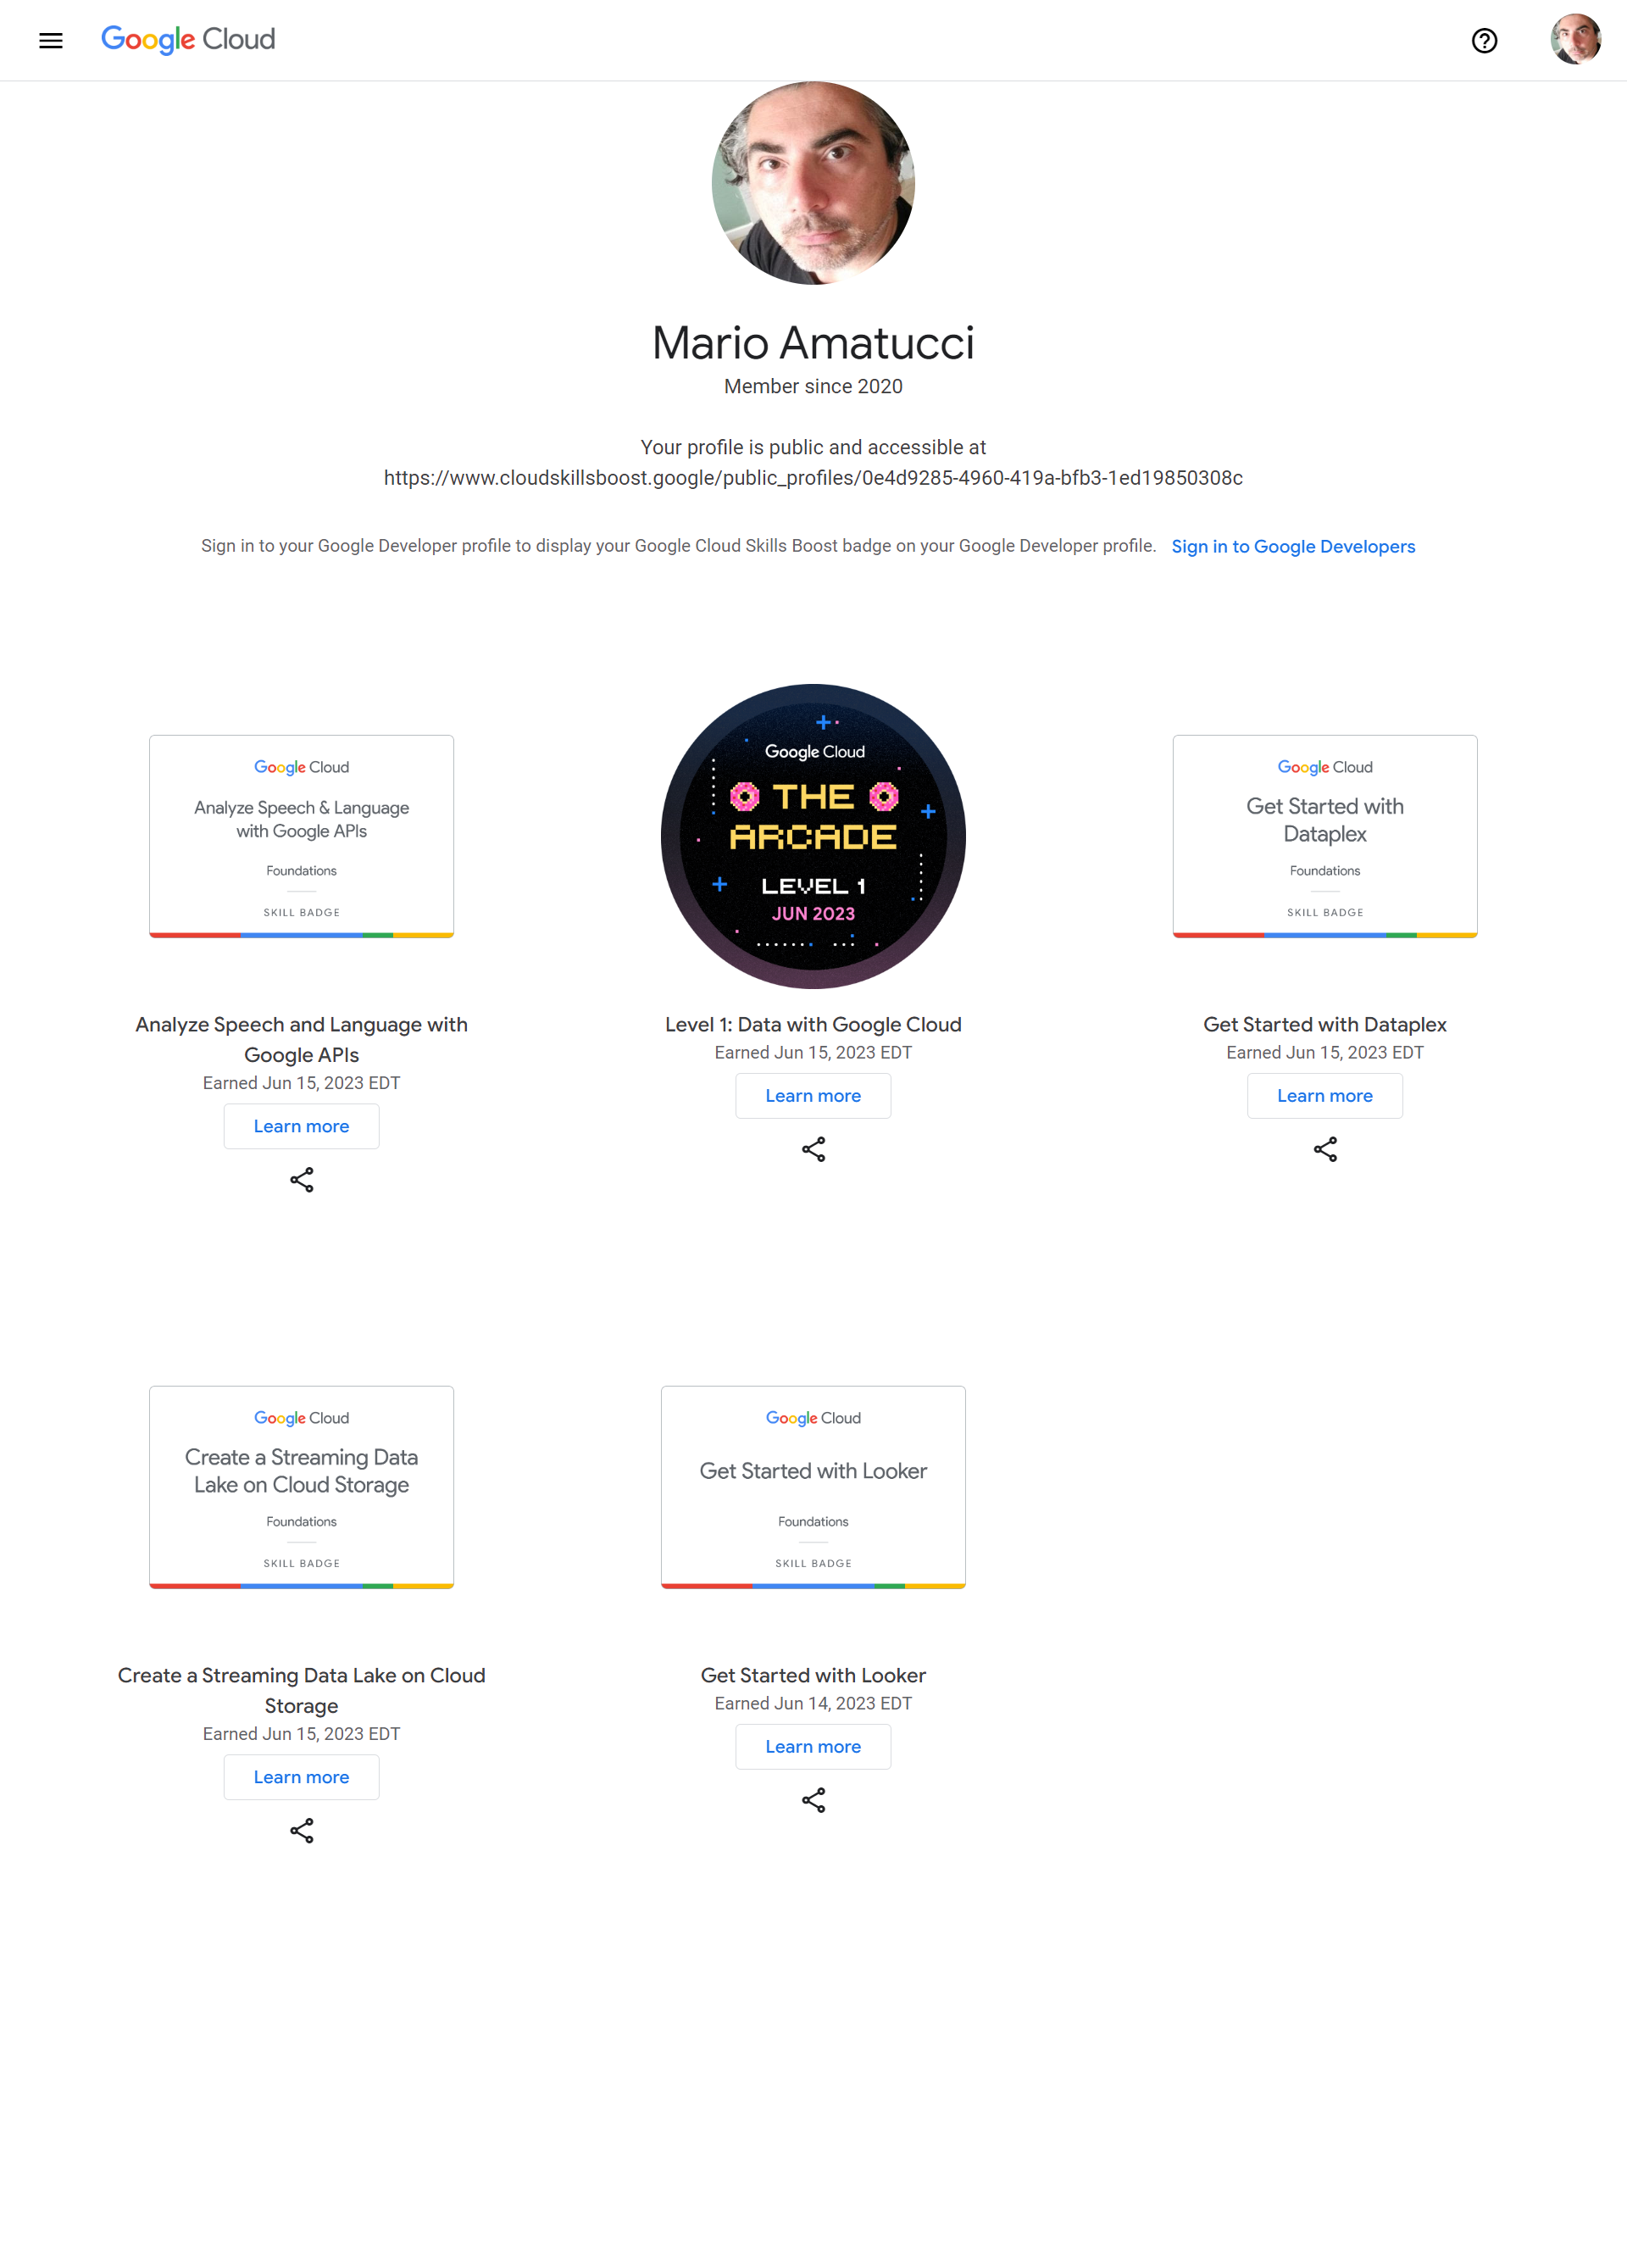 Google Cloud
Mario Amatucci
Member since 2020
Your profile is public and accessible at
https://www.cloudskillsboost.google/public_profiles/0e4d9285-4960-419a-bfb3-1ed19850308c
Sign in to your Google Developer profile to display your Google Cloud Skills Boost badge on your Google Developer profile. Sign in to Google Developers
Google Cloud
Analyze Speech & Language
with Google APIs
Foundations
SKILL BADGE
Analyze Speech and Language with
Google APIs
Earned Jun 15, 2023 EDT
Learn more
Google Cloud
THE
ARCADE
LEVEL 1
JUN 2023
Level 1: Data with Google Cloud
Earned Jun 15, 2023 EDT
Learn more
Google Cloud
Get Started with
Dataplex
Foundations
SKILL BADGE
Get Started with Dataplex
Earned Jun 15, 2023 EDT
Learn more
Google Cloud
Create a Streaming Data
Lake on Cloud Storage
Foundations
SKILL BADGE
Create a Streaming Data Lake on Cloud
Storage
Earned Jun 15, 2023 EDT
Learn more
Google Cloud
Get Started with Looker
Foundations
SKILL BADGE
Get Started with Looker
Earned Jun 14, 2023 EDT
Learn more